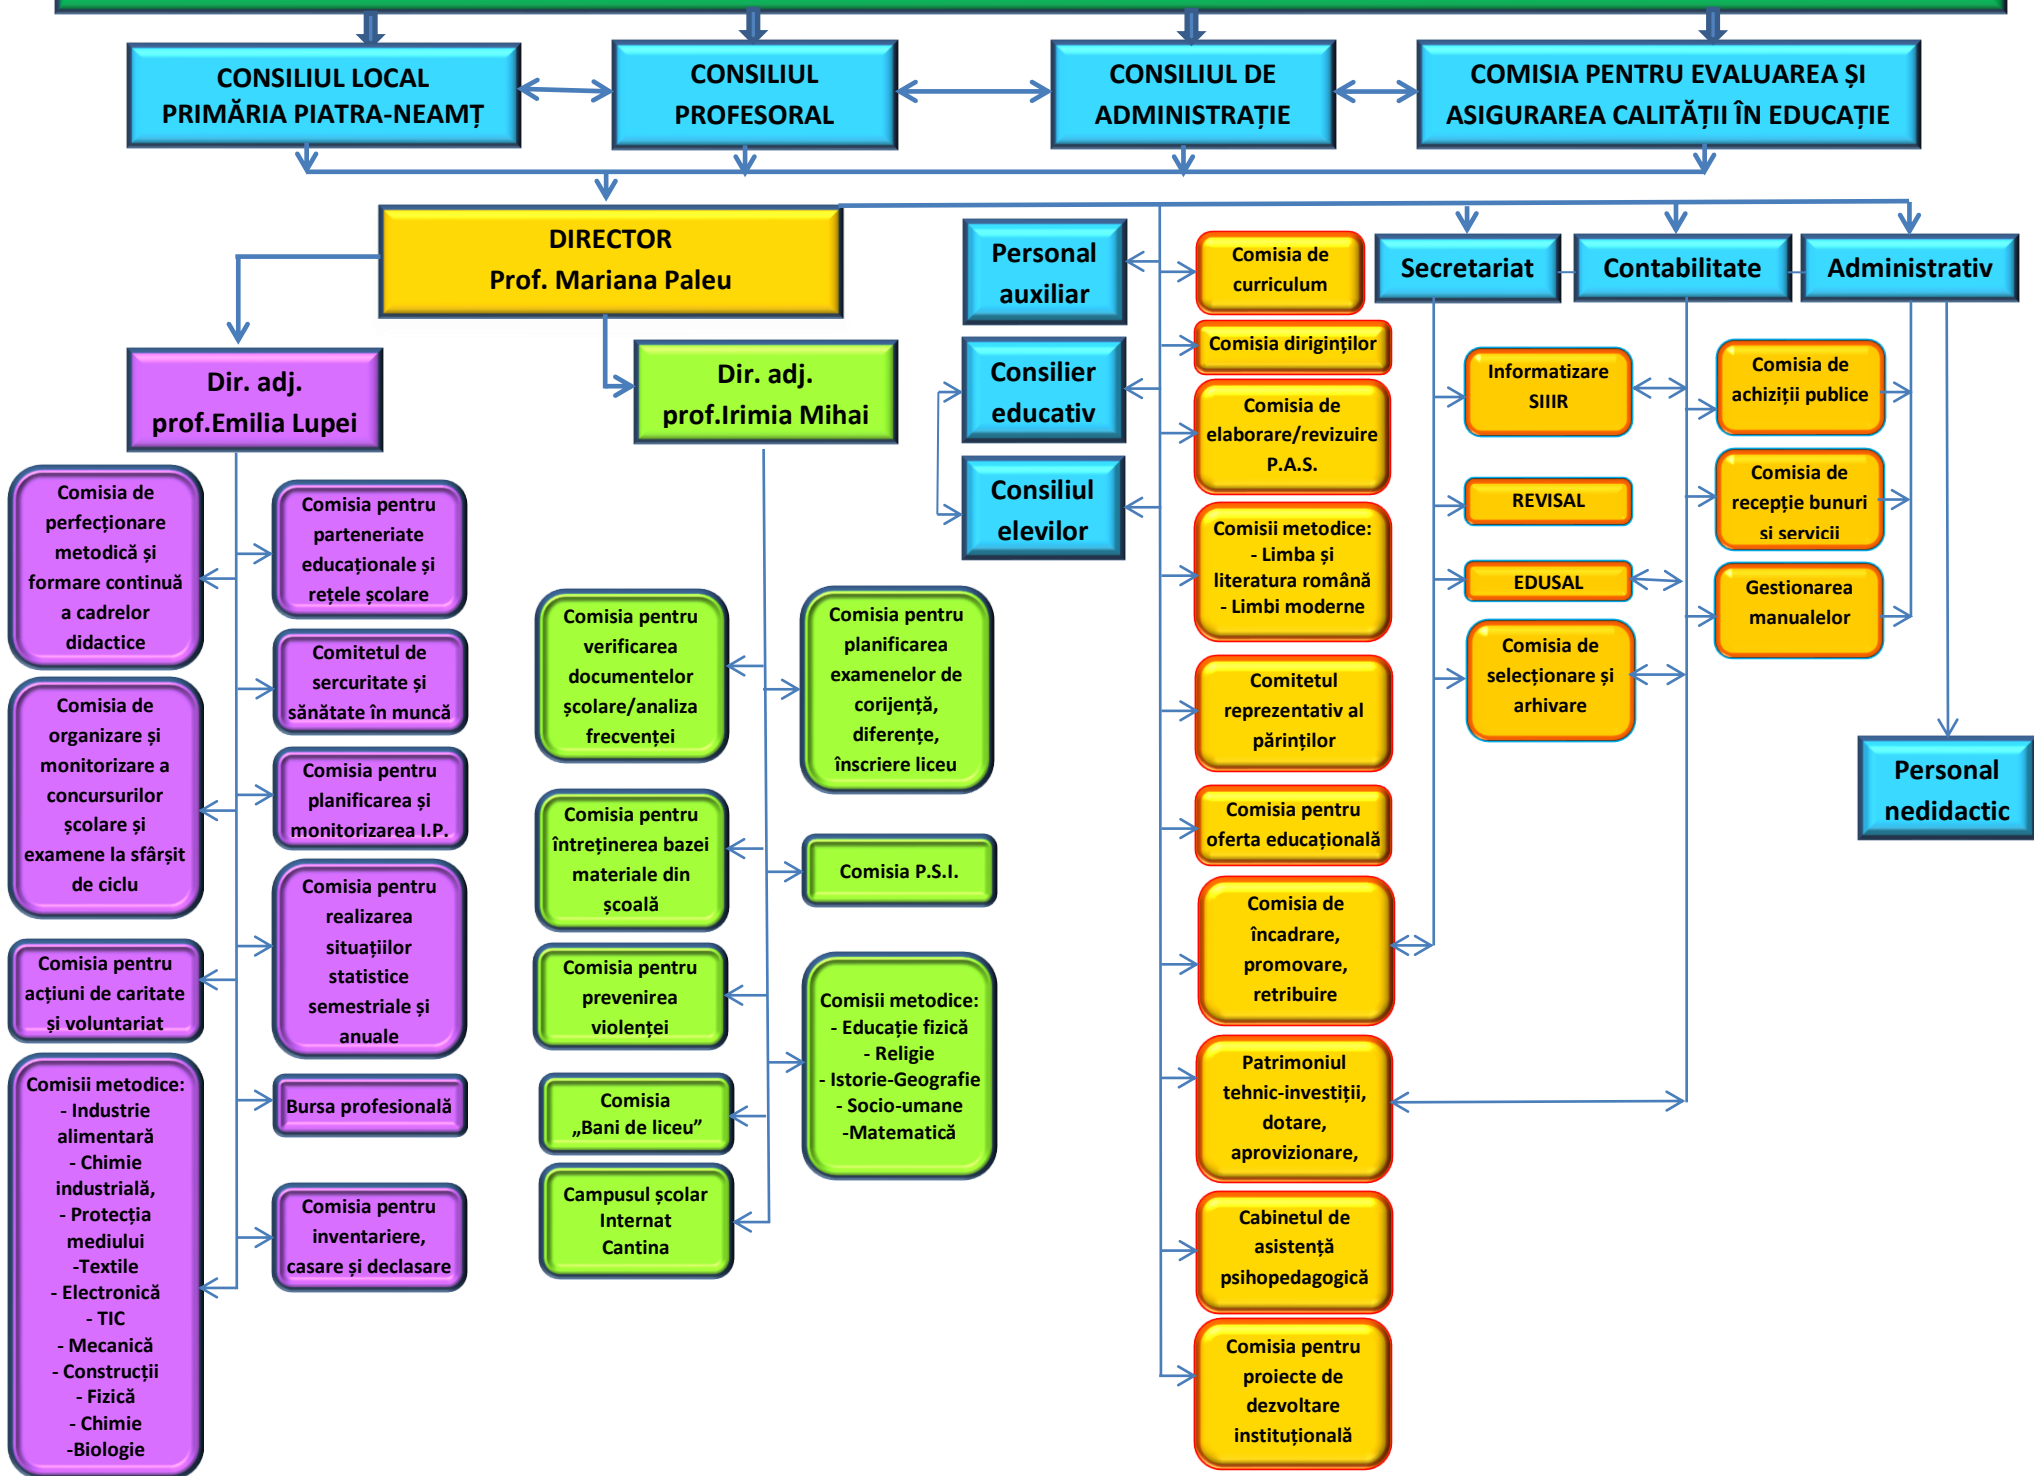 CONSILIUL LOCAL
PRIMĂRIA PIATRA-NEAMȚ
CONSILIUL
PROFESORAL
CONSILIUL DE
ADMINISTRAȚIE
COMISIA PENTRU EVALUAREA ȘI
ASIGURAREA CALITĂȚII ÎN EDUCAȚIE
DIRECTOR
Prof. Mariana Paleu
Dir. adj.
prof.Emilia Lupei
Dir. adj.
prof.Irimia Mihai
Personal
auxiliar
Consilier
educativ
Consiliul
elevilor
Secretariat
Contabilitate
Administrativ
Comisia de
perfecționare
metodică și
formare continuă
a cadrelor
didactice
Comisia de
organizare și
monitorizare a
concursurilor
școlare și
examene la sfârșit
de ciclu
Comisia pentru
acțiuni de caritate
și voluntariat
Comisii metodice:
- Industrie
alimentară
- Chimie
industrială,
- Protecția
mediului
-Textile
- Electronică
- TIC
- Mecanică
- Construcții
- Fizică
- Chimie
-Biologie
Comisia pentru
parteneriate
educaționale și
rețele școlare
Comitetul de
sercuritate și
sănătate în muncă
Comisia pentru
planificarea și
monitorizarea I.P.
Comisia pentru
realizarea
situațiilor
statistice
semestriale și
anuale
Bursa profesională
Comisia pentru
inventariere,
casare și declasare
Comisia pentru
verificarea
documentelor
școlare/analiza
frecvenței
Comisia pentru
întreținerea bazei
materiale din
școală
Comisia pentru
prevenirea
violenței
Comisia
„Bani de liceu”
Campusul școlar
Internat
Cantina
Comisia pentru
planificarea
examenelor de
corijență,
diferențe,
înscriere liceu
Comisia P.S.I.
Comisii metodice:
- Educație fizică
- Religie
- Istorie-Geografie
- Socio-umane
-Matematică
Comisia de
curriculum
Comisia diriginților
Comisia de
elaborare/revizuire
P.A.S.
Comisii metodice:
- Limba și
literatura română
- Limbi moderne
Comitetul
reprezentativ al
părinților
Comisia pentru
oferta educațională
Comisia de
încadrare,
promovare,
retribuire
Patrimoniul
tehnic-investiții,
dotare,
aprovizionare,
Cabinetul de
asistență
psihopedagogică
Comisia pentru
proiecte de
dezvoltare
instituțională
Informatizare
SIIIR
REVISAL
EDUSAL
Comisia de
selecționare și
arhivare
Comisia de
achiziții publice
Comisia de
recepție bunuri
si servicii
Gestionarea
manualelor
Personal
nedidactic